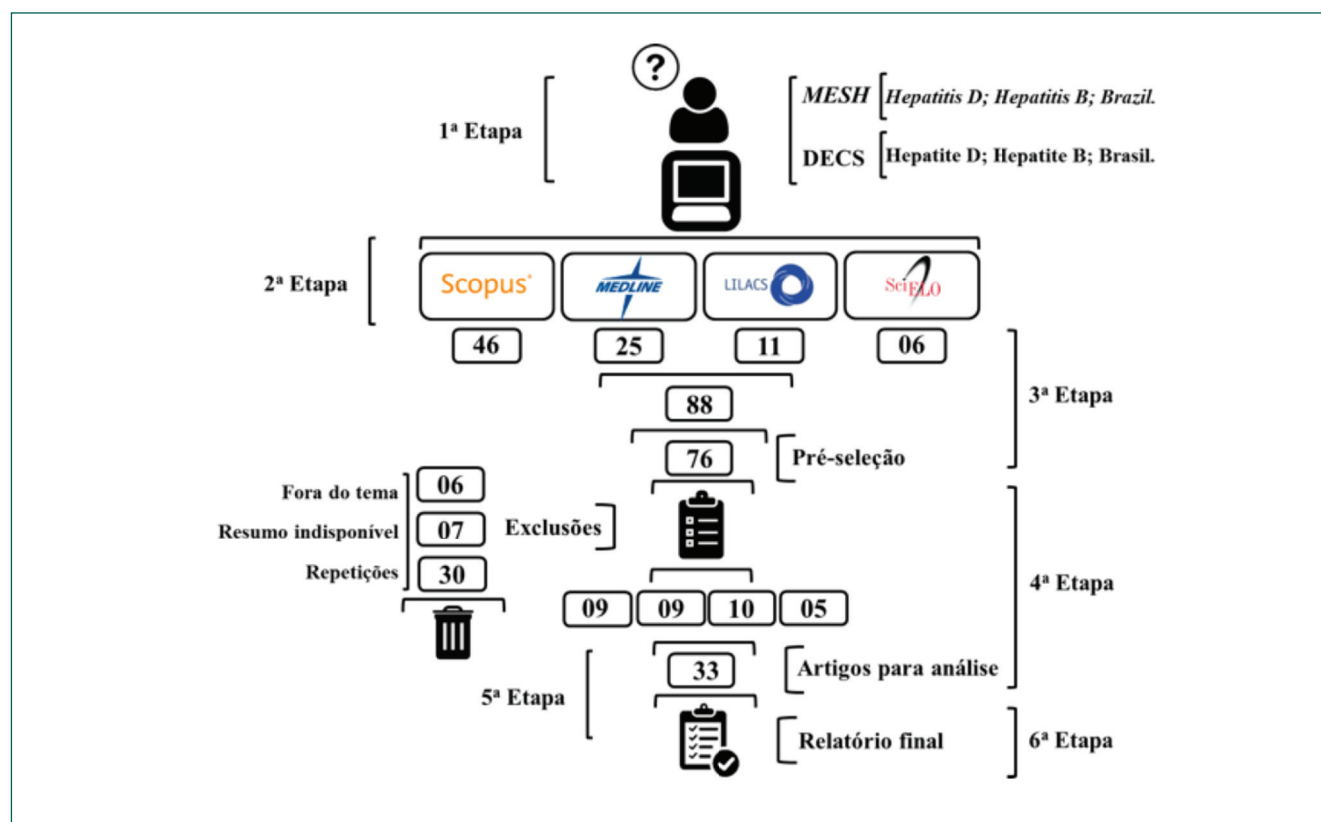 ?
1ª Etapa
MESH Hepatitis D; Hepatitis B; Brazil.
DECS Hepatite D; Hepatite B; Brasil.
2ª Etapa
Scopus®
MEDLINE
LILACS
SciELO
46 25 11 06
88
3ª Etapa
76
Pré-seleção
Fora do tema 06
Resumo indisponível 07
Repetições 30
Exclusões
4ª Etapa
09 09 10 05
33
Artigos para análise
5ª Etapa
Relatório final
6ª Etapa